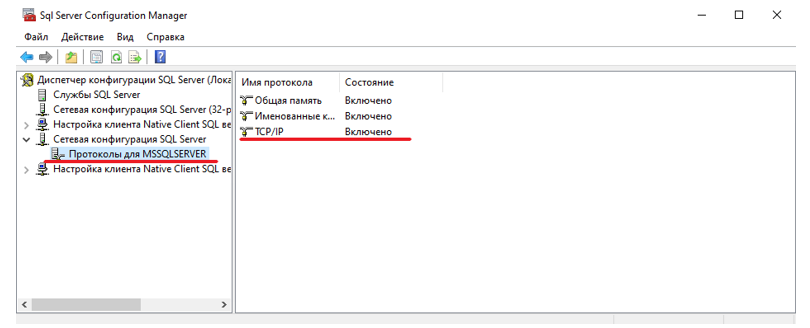 Sql Server Configuration Manager
Файл Действие Вид Справка
Диспетчер конфигурации SQL Server (Лока
Службы SQL Server
Сетевая конфигурация SQL Server (32-р
Настройка клиента Native Client SQL ве
Сетевая конфигурация SQL Server
Протоколы для MSSQLSERVER
Настройка клиента Native Client SQL ве
Имя протокола Состояние
Общая память Включено
Именованные к... Включено
TCP/IP Включено